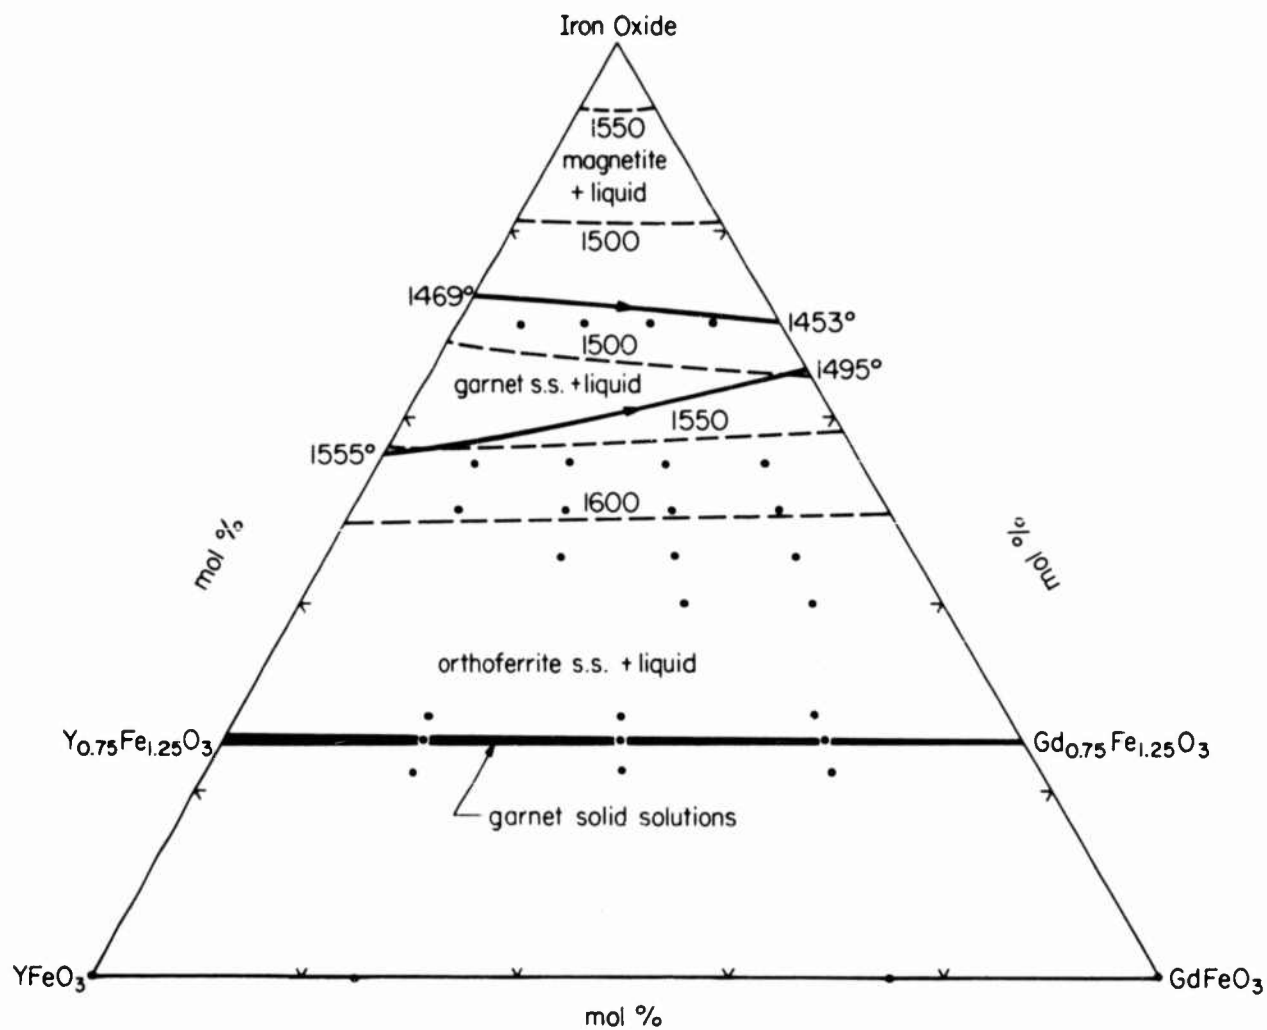 Iron Oxide
1550
magnetite
+ liquid
1500
1469°
1453°
1500
1495°
garnet s.s. + liquid
1550
1555°
1600
mol %
mol %
orthoferrite s.s. + liquid
Y0.75Fe1.25O3
Gd0.75Fe1.25O3
garnet solid solutions
YFeO3
GdFeO3
mol %